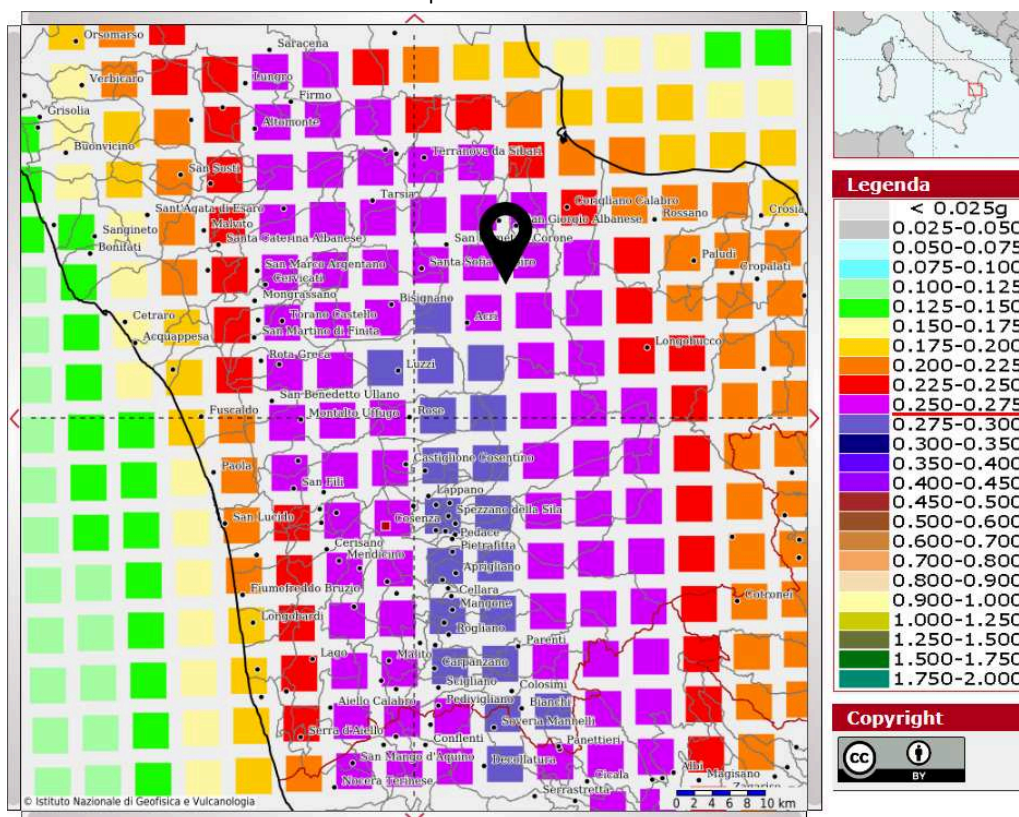 Orsomarso
Saracena
Verbicaro
Lungro
Firmo
Grisolia
Altomonte
Buonvicino
Terranova da Sibari
San Sosti
Tarsia
Corigliano Calabro
Sant'Agata di Esaro
Rossano
Crosia
San Giorgio Albanese
Sangineto
Malvito
Bonifati
Santa Caterina Albanese
Corone
Paludi
San Marco Argentano
Santa Sofia
Cropalati
Cervicati
Mongrassano
Bisignano
Cetraro
Torano Castello
Acri
San Martino di Finita
Acquappesa
Longobucco
Rota Greca
Luzzi
San Benedetto Ullano
Fuscaldo
Montalto Uffugo
Rose
Castiglione Cosentino
Paola
San Fili
Lappano
San Lucido
Cosenza
Spezzano della Sila
Pedace
Cerisano
Pietrafitta
Mendicino
Aprigliano
Fiumefreddo Bruzio
Cellara
Cotronei
Mangone
Longobardi
Rogliano
Parenti
Lago
Malito
Carpanzano
Scigliano
Colosimi
Aiello Calabro
Pedivigliano
Bianchi
Soveria Mannelli
Serra d'Aiello
Conflenti
Panettieri
San Mango d'Aquino
Decollatura
Albi
Nocera Terinese
Cicala
Magisano
Zagarise
Serrastretta
© Istituto Nazionale di Geofisica e Vulcanologia
0 2 4 6 8 10 km
Legenda
< 0.025g
0.025-0.050
0.050-0.075
0.075-0.100
0.100-0.125
0.125-0.150
0.150-0.175
0.175-0.200
0.200-0.225
0.225-0.250
0.250-0.275
0.275-0.300
0.300-0.350
0.350-0.400
0.400-0.450
0.450-0.500
0.500-0.600
0.600-0.700
0.700-0.800
0.800-0.900
0.900-1.000
1.000-1.250
1.250-1.500
1.500-1.750
1.750-2.000
Copyright
cc
BY